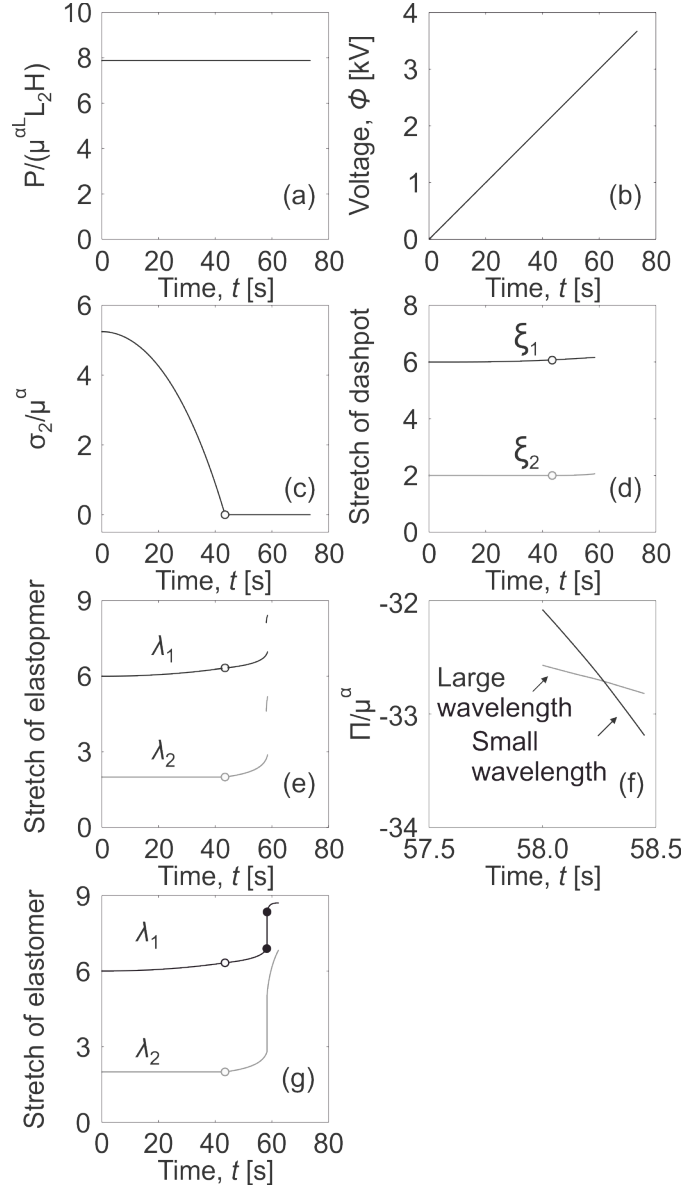 10
8
6
4
2
0
0 20 40 60 80
P/(μ^αL L₂H)
Time, t [s]
(a)
4
3
2
1
0
0 20 40 60 80
Voltage, Φ [kV]
Time, t [s]
(b)
6
4
2
0
0 20 40 60 80
σ₂/μ^α
Time, t [s]
(c)
8
6
4
2
0
0 20 40 60 80
Stretch of dashpot
ξ₁
ξ₂
Time, t [s]
(d)
9
6
3
0
0 20 40 60 80
Stretch of elastopmer
λ₁
λ₂
Time, t [s]
(e)
-32
-33
-34
57.5 58.0 58.5
Π/μ^α
Large
wavelength
Small
wavelength
Time, t [s]
(f)
9
6
3
0
0 20 40 60 80
Stretch of elastomer
λ₁
λ₂
Time, t [s]
(g)